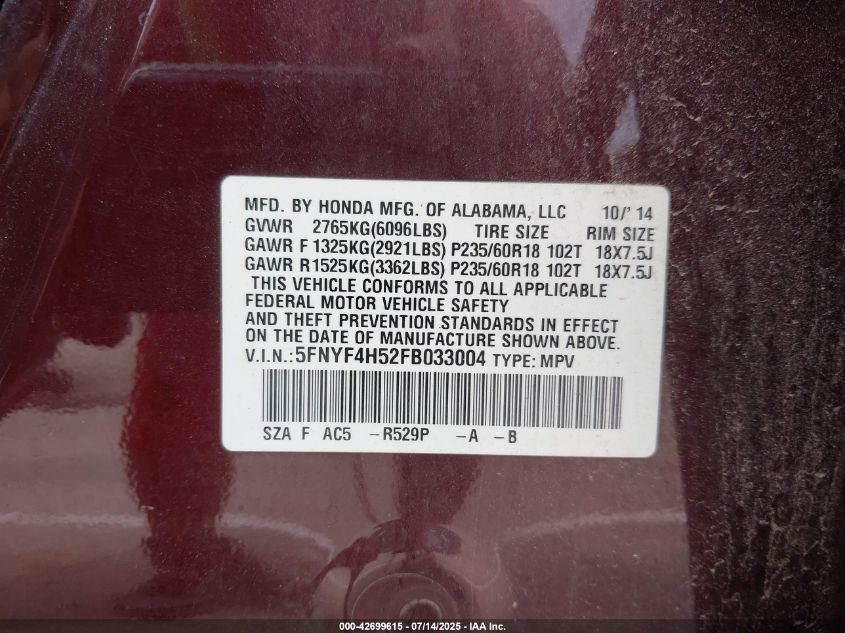 MFD. BY HONDA MFG. OF ALABAMA, LLC 10/' 14
GVWR 2765KG(6096LBS) TIRE SIZE RIM SIZE
GAWR F 1325KG(2921LBS) P235/60R18 102T 18X7.5J
GAWR R1525KG(3362LBS) P235/60R18 102T 18X7.5J
THIS VEHICLE CONFORMS TO ALL APPLICABLE
FEDERAL MOTOR VEHICLE SAFETY
AND THEFT PREVENTION STANDARDS IN EFFECT
ON THE DATE OF MANUFACTURE SHOWN ABOVE.
V.I.N.:5FNYF4H52FB033004 TYPE: MPV
SZA F AC5 -R529P -A -B
000-42699615 - 07/14/2025 - IAA Inc.